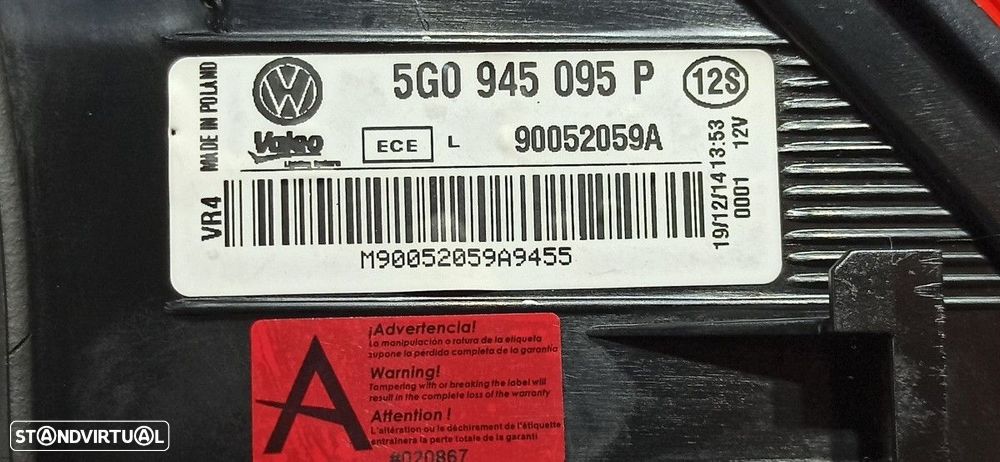 MADE IN POLAND
5G0 945 095 P
12S
Valeo
ECE L 90052059A
VR4
M90052059A9455
19/12/14 13:53
0001 12V
¡Advertencia!
La manipulación o rotura de la etiqueta
supone la pérdida completa de la garantía
Warning!
Tampering with or breaking the label will
result in the complete loss of the warranty
Attention !
L'altération ou le déchirement de l'étiquette
entraînera la perte totale de la garanti
A
#020867
STANDVIRTUAL